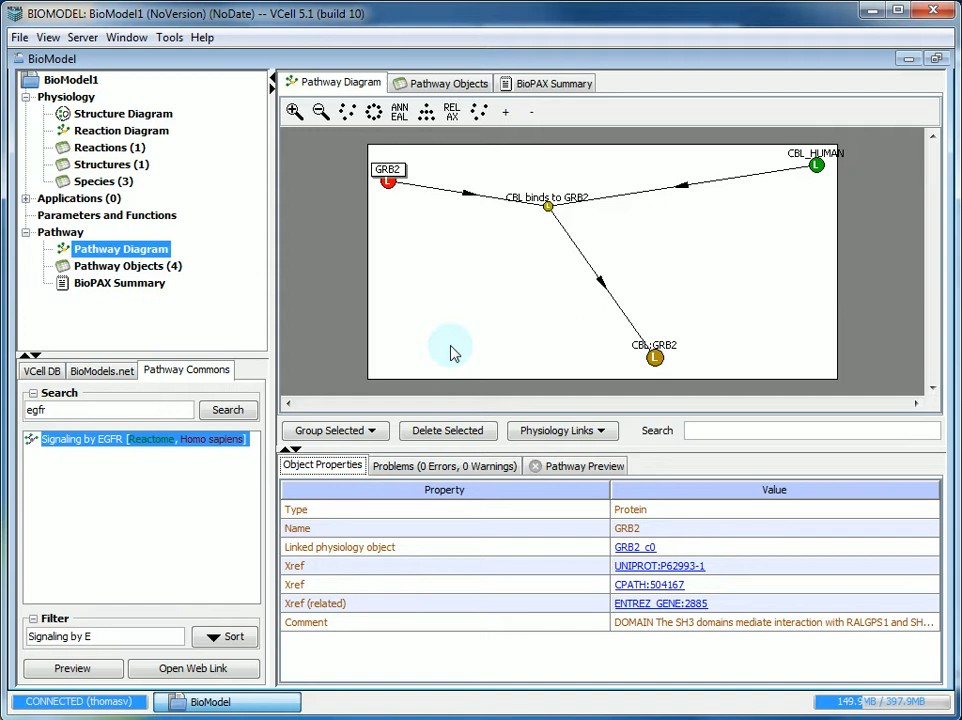 BIOMODEL: BioModel1 (NoVersion) (NoDate) -- VCell 5.1 (build 10)
File View Server Window Tools Help
BioModel
BioModel1
Physiology
Structure Diagram
Reaction Diagram
Reactions (1)
Structures (1)
Species (3)
Applications (0)
Parameters and Functions
Pathway
Pathway Diagram
Pathway Objects (4)
BioPAX Summary
VCell DB BioModels.net Pathway Commons
Search
egfr Search
Signaling by EGFR [Reactome, Homo sapiens]
Filter
Signaling by E Sort
Preview Open Web Link
Pathway Diagram Pathway Objects BioPAX Summary
ANN EAL REL AX + -
GRB2
L
CBL_HUMAN
L
CBL binds to GRB2
L
CBL:GRB2
L
Group Selected Delete Selected Physiology Links Search
Object Properties Problems (0 Errors, 0 Warnings) Pathway Preview
Property Value
Type Protein
Name GRB2
Linked physiology object GRB2_c0
Xref UNIPROT:P62993-1
Xref CPATH:504167
Xref (related) ENTREZ_GENE:2885
Comment DOMAIN The SH3 domains mediate interaction with RALGPS1 and SH...
CONNECTED (thomasv) BioModel 149.9MB / 397.9MB